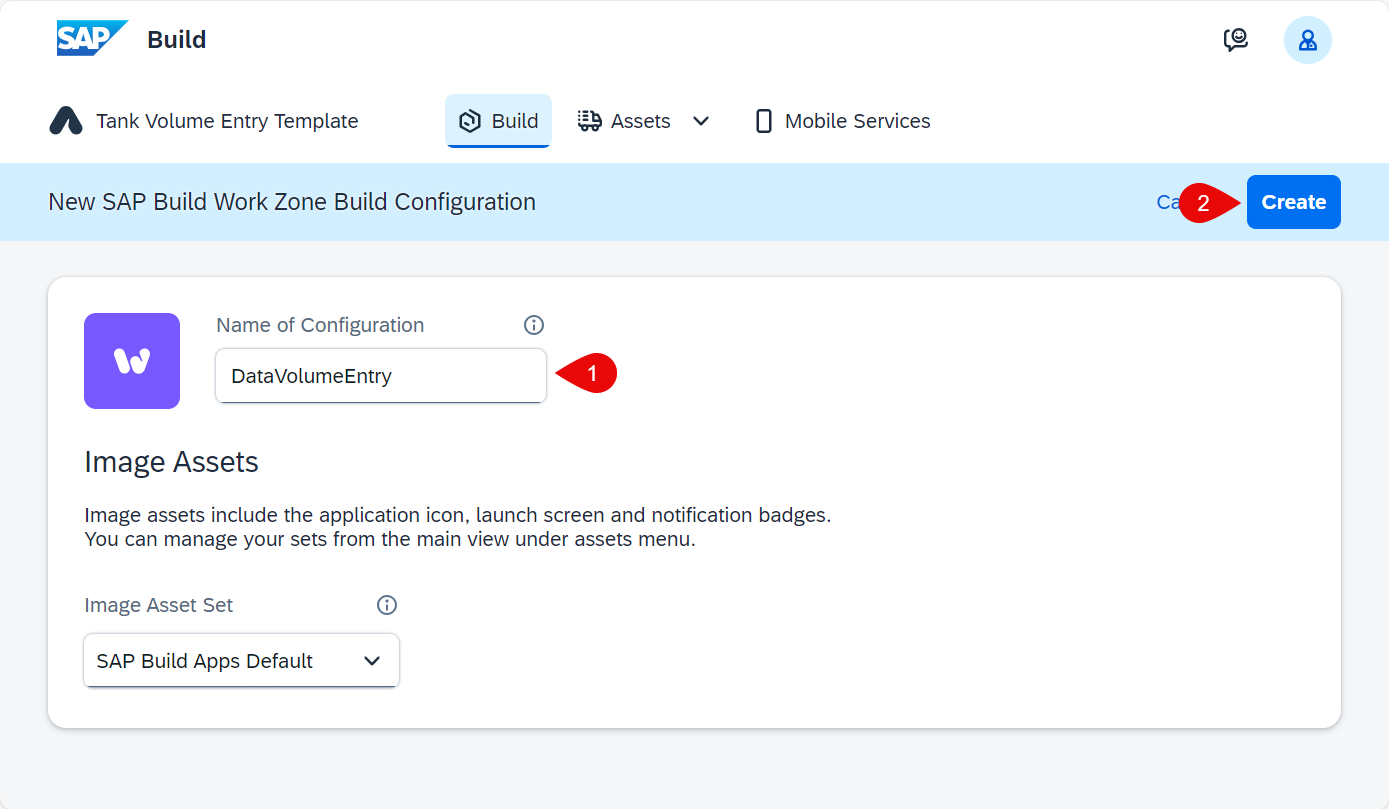 SAP Build
Tank Volume Entry Template Build Assets Mobile Services
New SAP Build Work Zone Build Configuration 2 Create
Name of Configuration
DataVolumeEntry 1
Image Assets
Image assets include the application icon, launch screen and notification badges.
You can manage your sets from the main view under assets menu.
Image Asset Set
SAP Build Apps Default